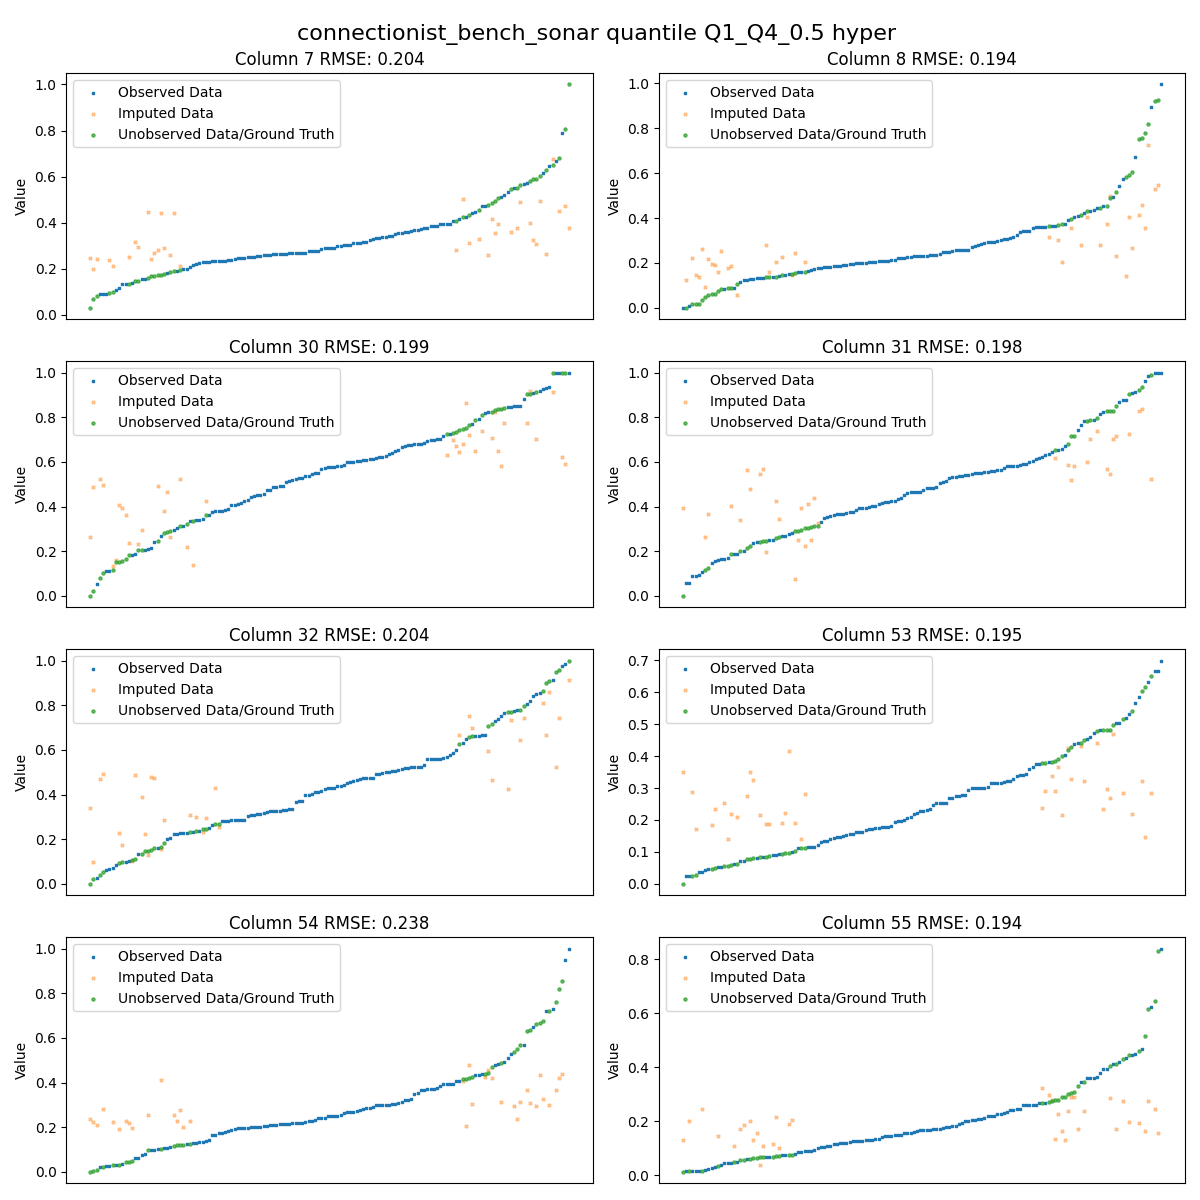 connectionist_bench_sonar quantile Q1_Q4_0.5 hyper
Column 7 RMSE: 0.204
Value
1.0
0.8
0.6
0.4
0.2
0.0
Observed Data
Imputed Data
Unobserved Data/Ground Truth
Column 8 RMSE: 0.194
Value
1.0
0.8
0.6
0.4
0.2
0.0
Observed Data
Imputed Data
Unobserved Data/Ground Truth
Column 30 RMSE: 0.199
Value
1.0
0.8
0.6
0.4
0.2
0.0
Observed Data
Imputed Data
Unobserved Data/Ground Truth
Column 31 RMSE: 0.198
Value
1.0
0.8
0.6
0.4
0.2
0.0
Observed Data
Imputed Data
Unobserved Data/Ground Truth
Column 32 RMSE: 0.204
Value
1.0
0.8
0.6
0.4
0.2
0.0
Observed Data
Imputed Data
Unobserved Data/Ground Truth
Column 53 RMSE: 0.195
Value
0.7
0.6
0.5
0.4
0.3
0.2
0.1
0.0
Observed Data
Imputed Data
Unobserved Data/Ground Truth
Column 54 RMSE: 0.238
Value
1.0
0.8
0.6
0.4
0.2
0.0
Observed Data
Imputed Data
Unobserved Data/Ground Truth
Column 55 RMSE: 0.194
Value
0.8
0.6
0.4
0.2
0.0
Observed Data
Imputed Data
Unobserved Data/Ground Truth